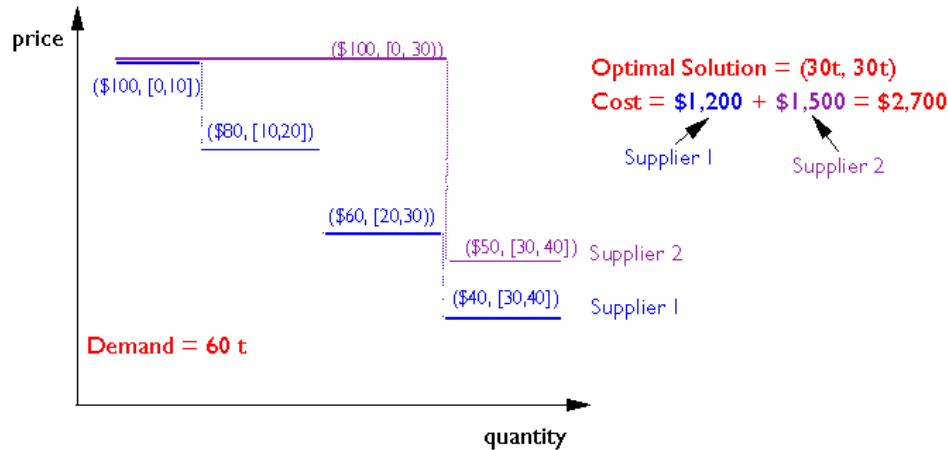 price
($100, [0, 30))
($100, [0,10])
($80, [10,20])
($60, [20,30))
($50, [30, 40])
($40, [30,40])
Supplier 2
Supplier 1
Demand = 60 t
quantity
Optimal Solution = (30t, 30t)
Cost = $1,200 + $1,500 = $2,700
Supplier 1
Supplier 2